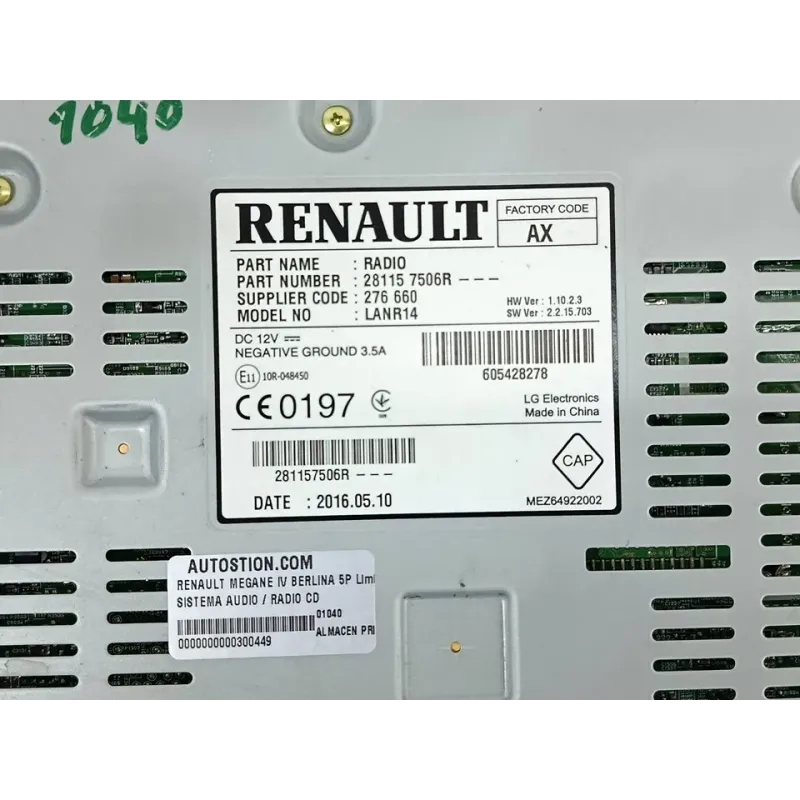 1040
RENAULT
FACTORY CODE
AX
PART NAME : RADIO
PART NUMBER : 28115 7506R – – –
SUPPLIER CODE : 276 660
MODEL NO : LANR14
HW Ver : 1.10.2.3
SW Ver : 2.2.15.703
DC 12V
NEGATIVE GROUND 3.5A
605428278
E11 10R-048450
CE0197
LG Electronics
Made in China
281157506R – – –
CAP
DATE : 2016.05.10
MEZ64922002
AUTOSTION.COM
RENAULT MEGANE IV BERLINA 5P LImi
SISTEMA AUDIO / RADIO CD
01040
ALMACEN PRI
0000000000300449